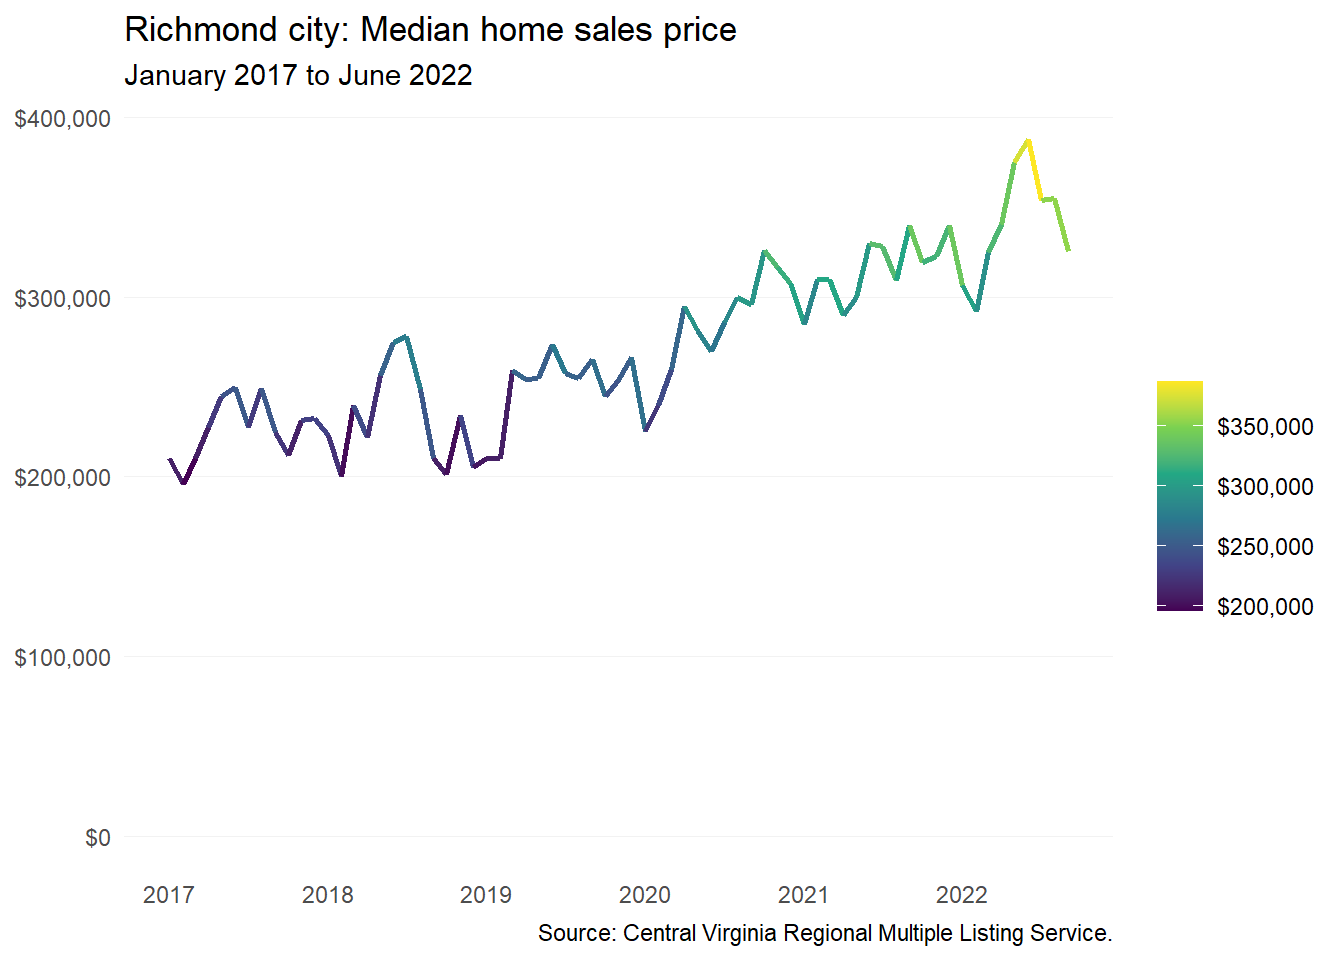 Richmond city: Median home sales price
January 2017 to June 2022
$400,000
$300,000
$200,000
$100,000
$0
2017 2018 2019 2020 2021 2022
$350,000
$300,000
$250,000
$200,000
Source: Central Virginia Regional Multiple Listing Service.